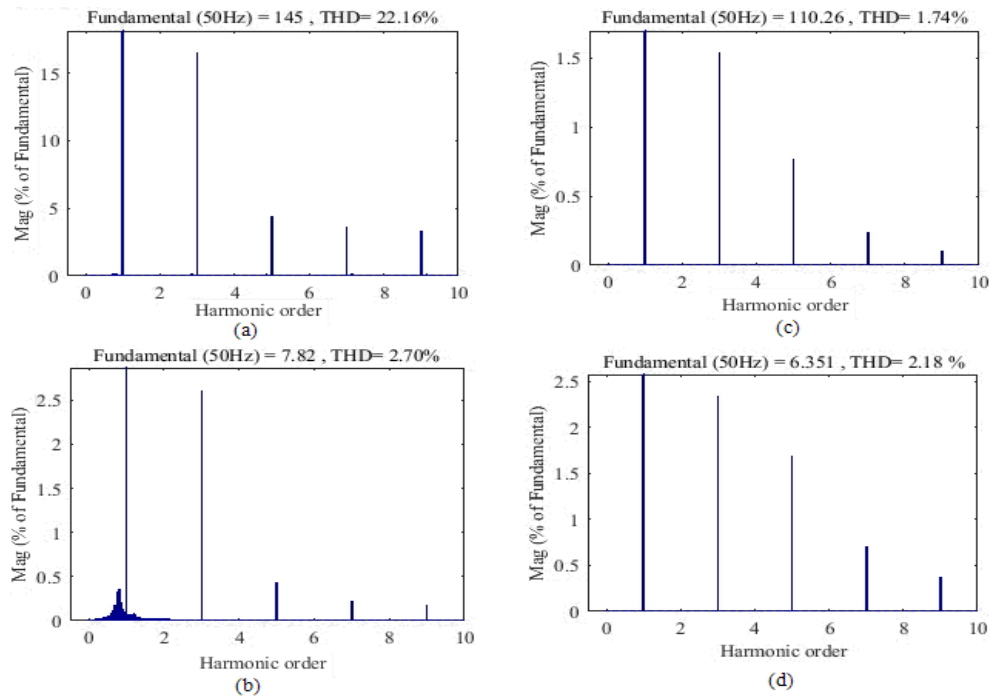 Fundamental (50Hz) = 145 , THD= 22.16%
Mag (% of Fundamental)
15
10
5
0
0 2 4 6 8 10
Harmonic order
(a)
Fundamental (50Hz) = 110.26 , THD= 1.74%
Mag (% of Fundamental)
1.5
1
0.5
0
0 2 4 6 8 10
Harmonic order
(c)
Fundamental (50Hz) = 7.82 , THD= 2.70%
Mag (% of Fundamental)
2.5
2
1.5
1
0.5
0
0 2 4 6 8 10
Harmonic order
(b)
Fundamental (50Hz) = 6.351 , THD= 2.18 %
Mag (% of Fundamental)
2.5
2
1.5
1
0.5
0
0 2 4 6 8 10
Harmonic order
(d)